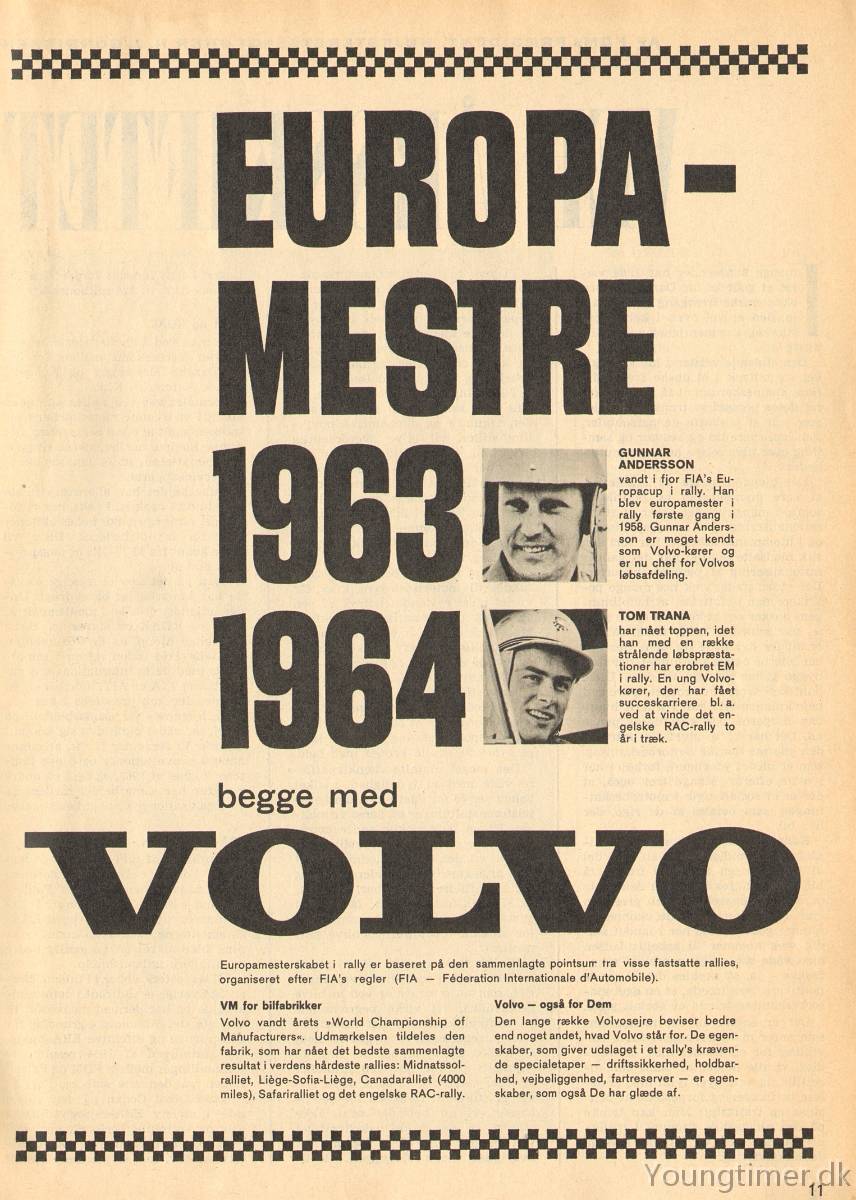 EUROPA-
MESTRE
1963
GUNNAR
ANDERSSON
vandt i fjor FIA's Eu-
ropacup i rally. Han
blev europamester i
rally første gang i
1958. Gunnar Anders-
son er meget kendt
som Volvo-kører og
er nu chef for Volvos
løbsafdeling.
1964
TOM TRANA
har nået toppen, idet
han med en række
strålende løbspræsta-
tioner har erobret EM
i rally. En ung Volvo-
kører, der har fået
succeskarriere bl. a.
ved at vinde det en-
gelske RAC-rally to
år i træk.
begge med
VOLVO
Europamesterskabet i rally er baseret på den sammenlagte pointsum fra visse fastsatte rallies,
organiseret efter FIA's regler (FIA — Féderation Internationale d'Automobile).
VM for bilfabrikker
Volvo vandt årets »World Championship of
Manufacturers«. Udmærkelsen tildeles den
fabrik, som har nået det bedste sammenlagte
resultat i verdens hårdeste rallies: Midnatssol-
ralliet, Liège-Sofia-Liège, Canadaralliet (4000
miles), Safariralliet og det engelske RAC-rally.
Volvo — også for Dem
Den lange række Volvosejre beviser bedre
end noget andet, hvad Volvo står for. De egen-
skaber, som giver udslaget i et rally's kræven-
de specialetaper — driftssikkerhed, holdbar-
hed, vejbeliggenhed, fartreserver — er egen-
skaber, som også De har glæde af.
Youngtimer.dk
11